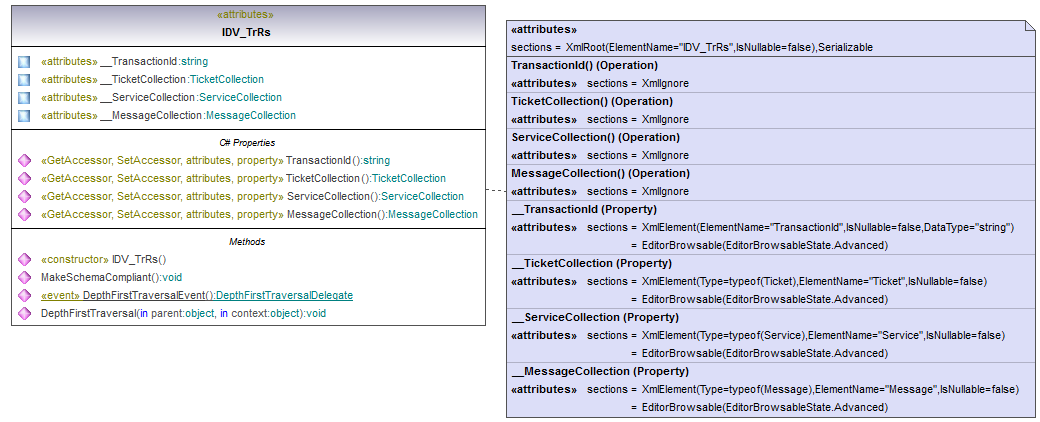 «attributes»
IDV_TrRs
«attributes» __TransactionId:string
«attributes» __TicketCollection:TicketCollection
«attributes» __ServiceCollection:ServiceCollection
«attributes» __MessageCollection:MessageCollection
C# Properties
«GetAccessor, SetAccessor, attributes, property» TransactionId():string
«GetAccessor, SetAccessor, attributes, property» TicketCollection():TicketCollection
«GetAccessor, SetAccessor, attributes, property» ServiceCollection():ServiceCollection
«GetAccessor, SetAccessor, attributes, property» MessageCollection():MessageCollection
Methods
«constructor» IDV_TrRs()
MakeSchemaCompliant():void
«event» DepthFirstTraversalEvent():DepthFirstTraversalDelegate
DepthFirstTraversal(in parent:object, in context:object):void
«attributes»
sections = XmlRoot(ElementName="IDV_TrRs",IsNullable=false),Serializable
TransactionId() (Operation)
«attributes» sections = XmlIgnore
TicketCollection() (Operation)
«attributes» sections = XmlIgnore
ServiceCollection() (Operation)
«attributes» sections = XmlIgnore
MessageCollection() (Operation)
«attributes» sections = XmlIgnore
__TransactionId (Property)
«attributes» sections = XmlElement(ElementName="TransactionId",IsNullable=false,DataType="string")
= EditorBrowsable(EditorBrowsableState.Advanced)
__TicketCollection (Property)
«attributes» sections = XmlElement(Type=typeof(Ticket),ElementName="Ticket",IsNullable=false)
= EditorBrowsable(EditorBrowsableState.Advanced)
__ServiceCollection (Property)
«attributes» sections = XmlElement(Type=typeof(Service),ElementName="Service",IsNullable=false)
= EditorBrowsable(EditorBrowsableState.Advanced)
__MessageCollection (Property)
«attributes» sections = XmlElement(Type=typeof(Message),ElementName="Message",IsNullable=false)
= EditorBrowsable(EditorBrowsableState.Advanced)